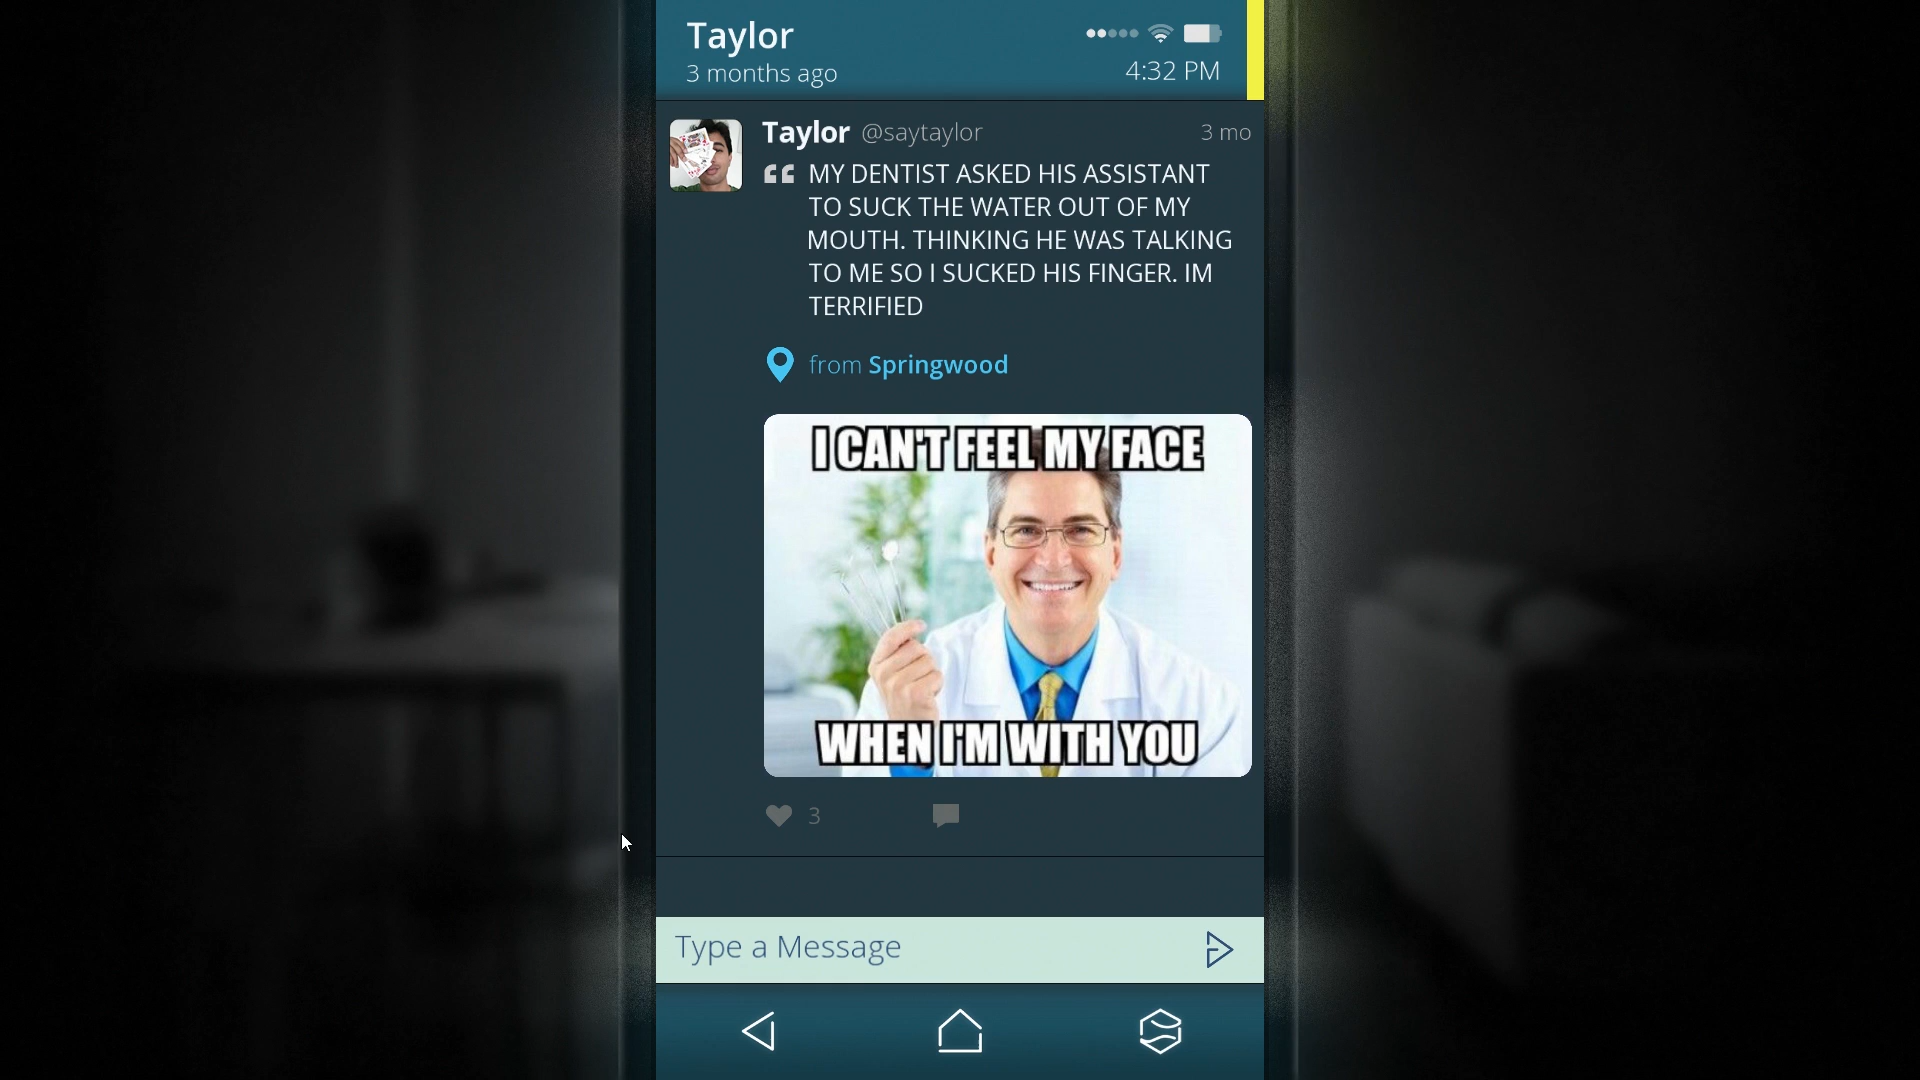 Taylor
3 months ago
4:32 PM
Taylor @saytaylor 3 mo
MY DENTIST ASKED HIS ASSISTANT
TO SUCK THE WATER OUT OF MY
MOUTH. THINKING HE WAS TALKING
TO ME SO I SUCKED HIS FINGER. IM
TERRIFIED
from Springwood
I CAN'T FEEL MY FACE
WHEN I'M WITH YOU
3
Type a Message